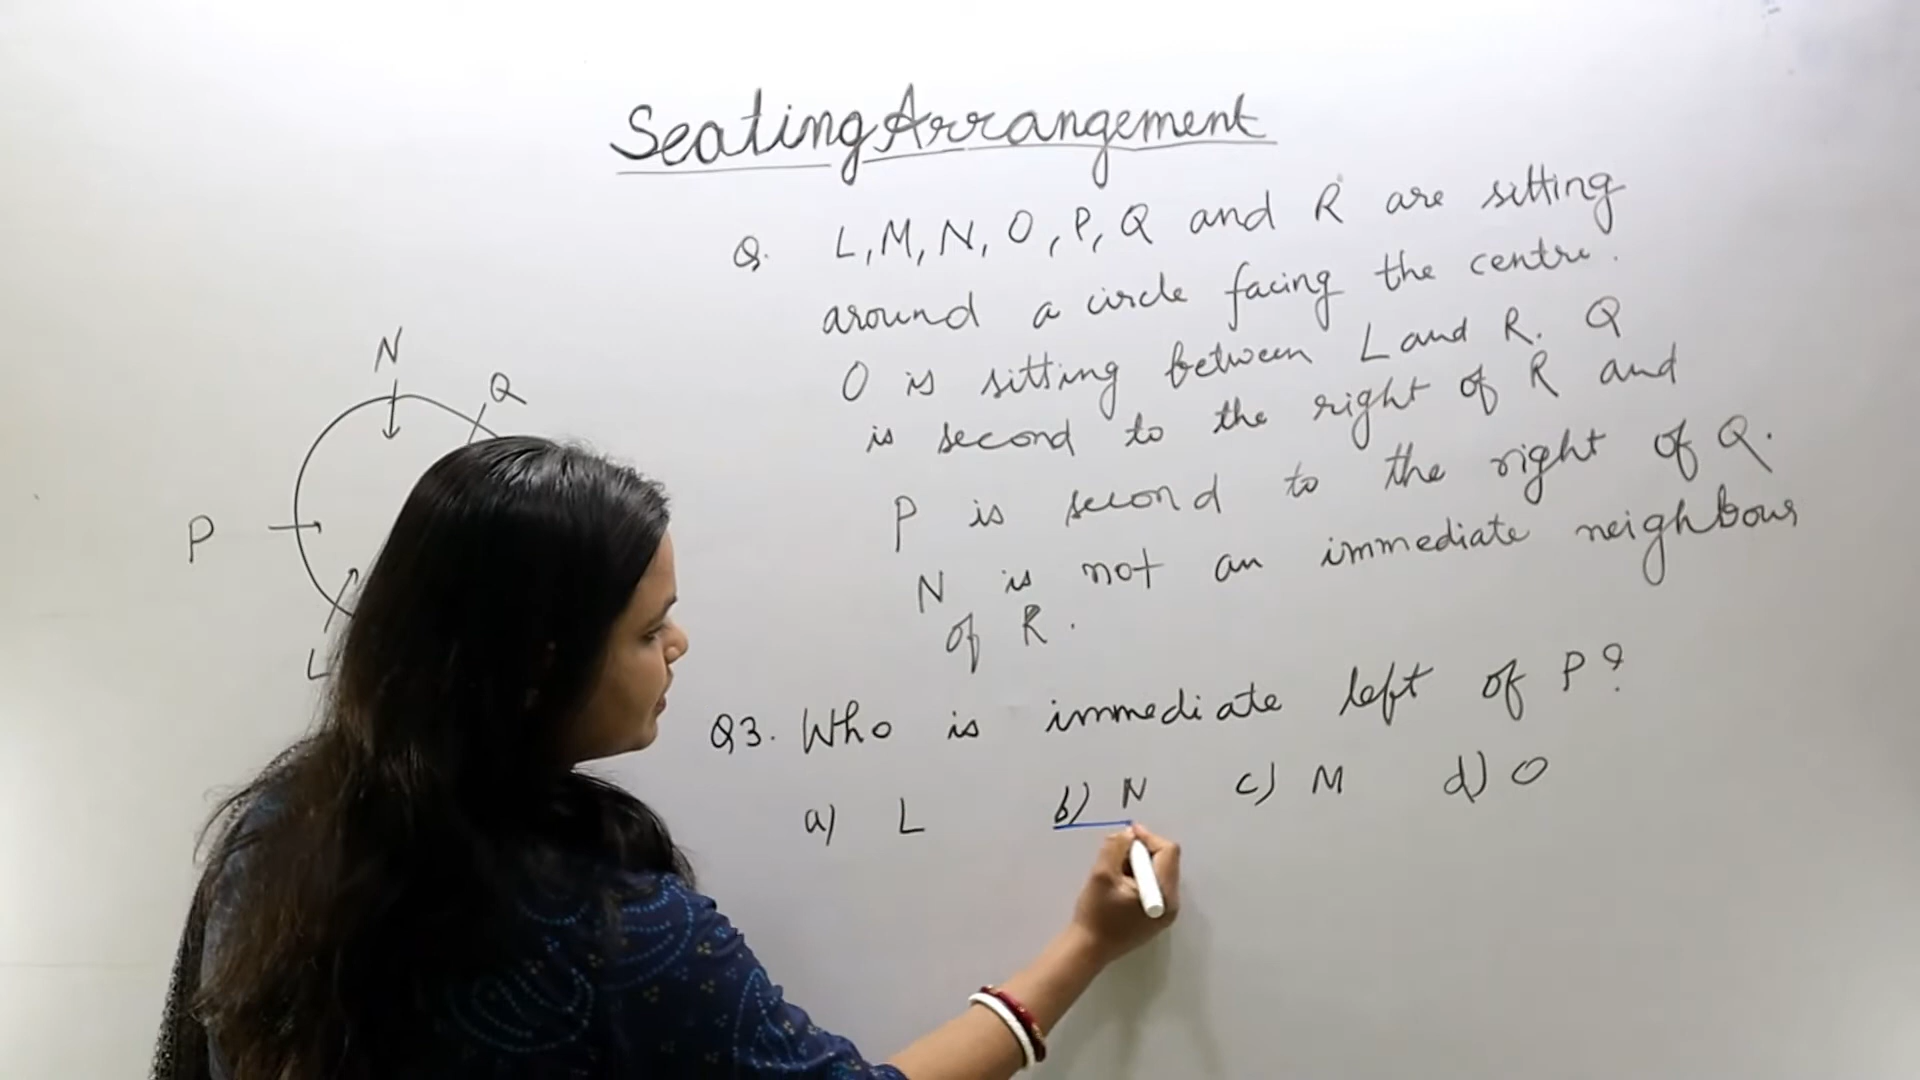 Seating Arrangement
Q. L, M, N, O, P, Q and R are sitting
around a circle facing the centre.
O is sitting between L and R. Q
is second to the right of R and
P is second to the right of Q.
N is not an immediate neighbour
of R.
Q3. Who is immediate left of P?
a) L b) N c) M d) O
N
Q
P
L